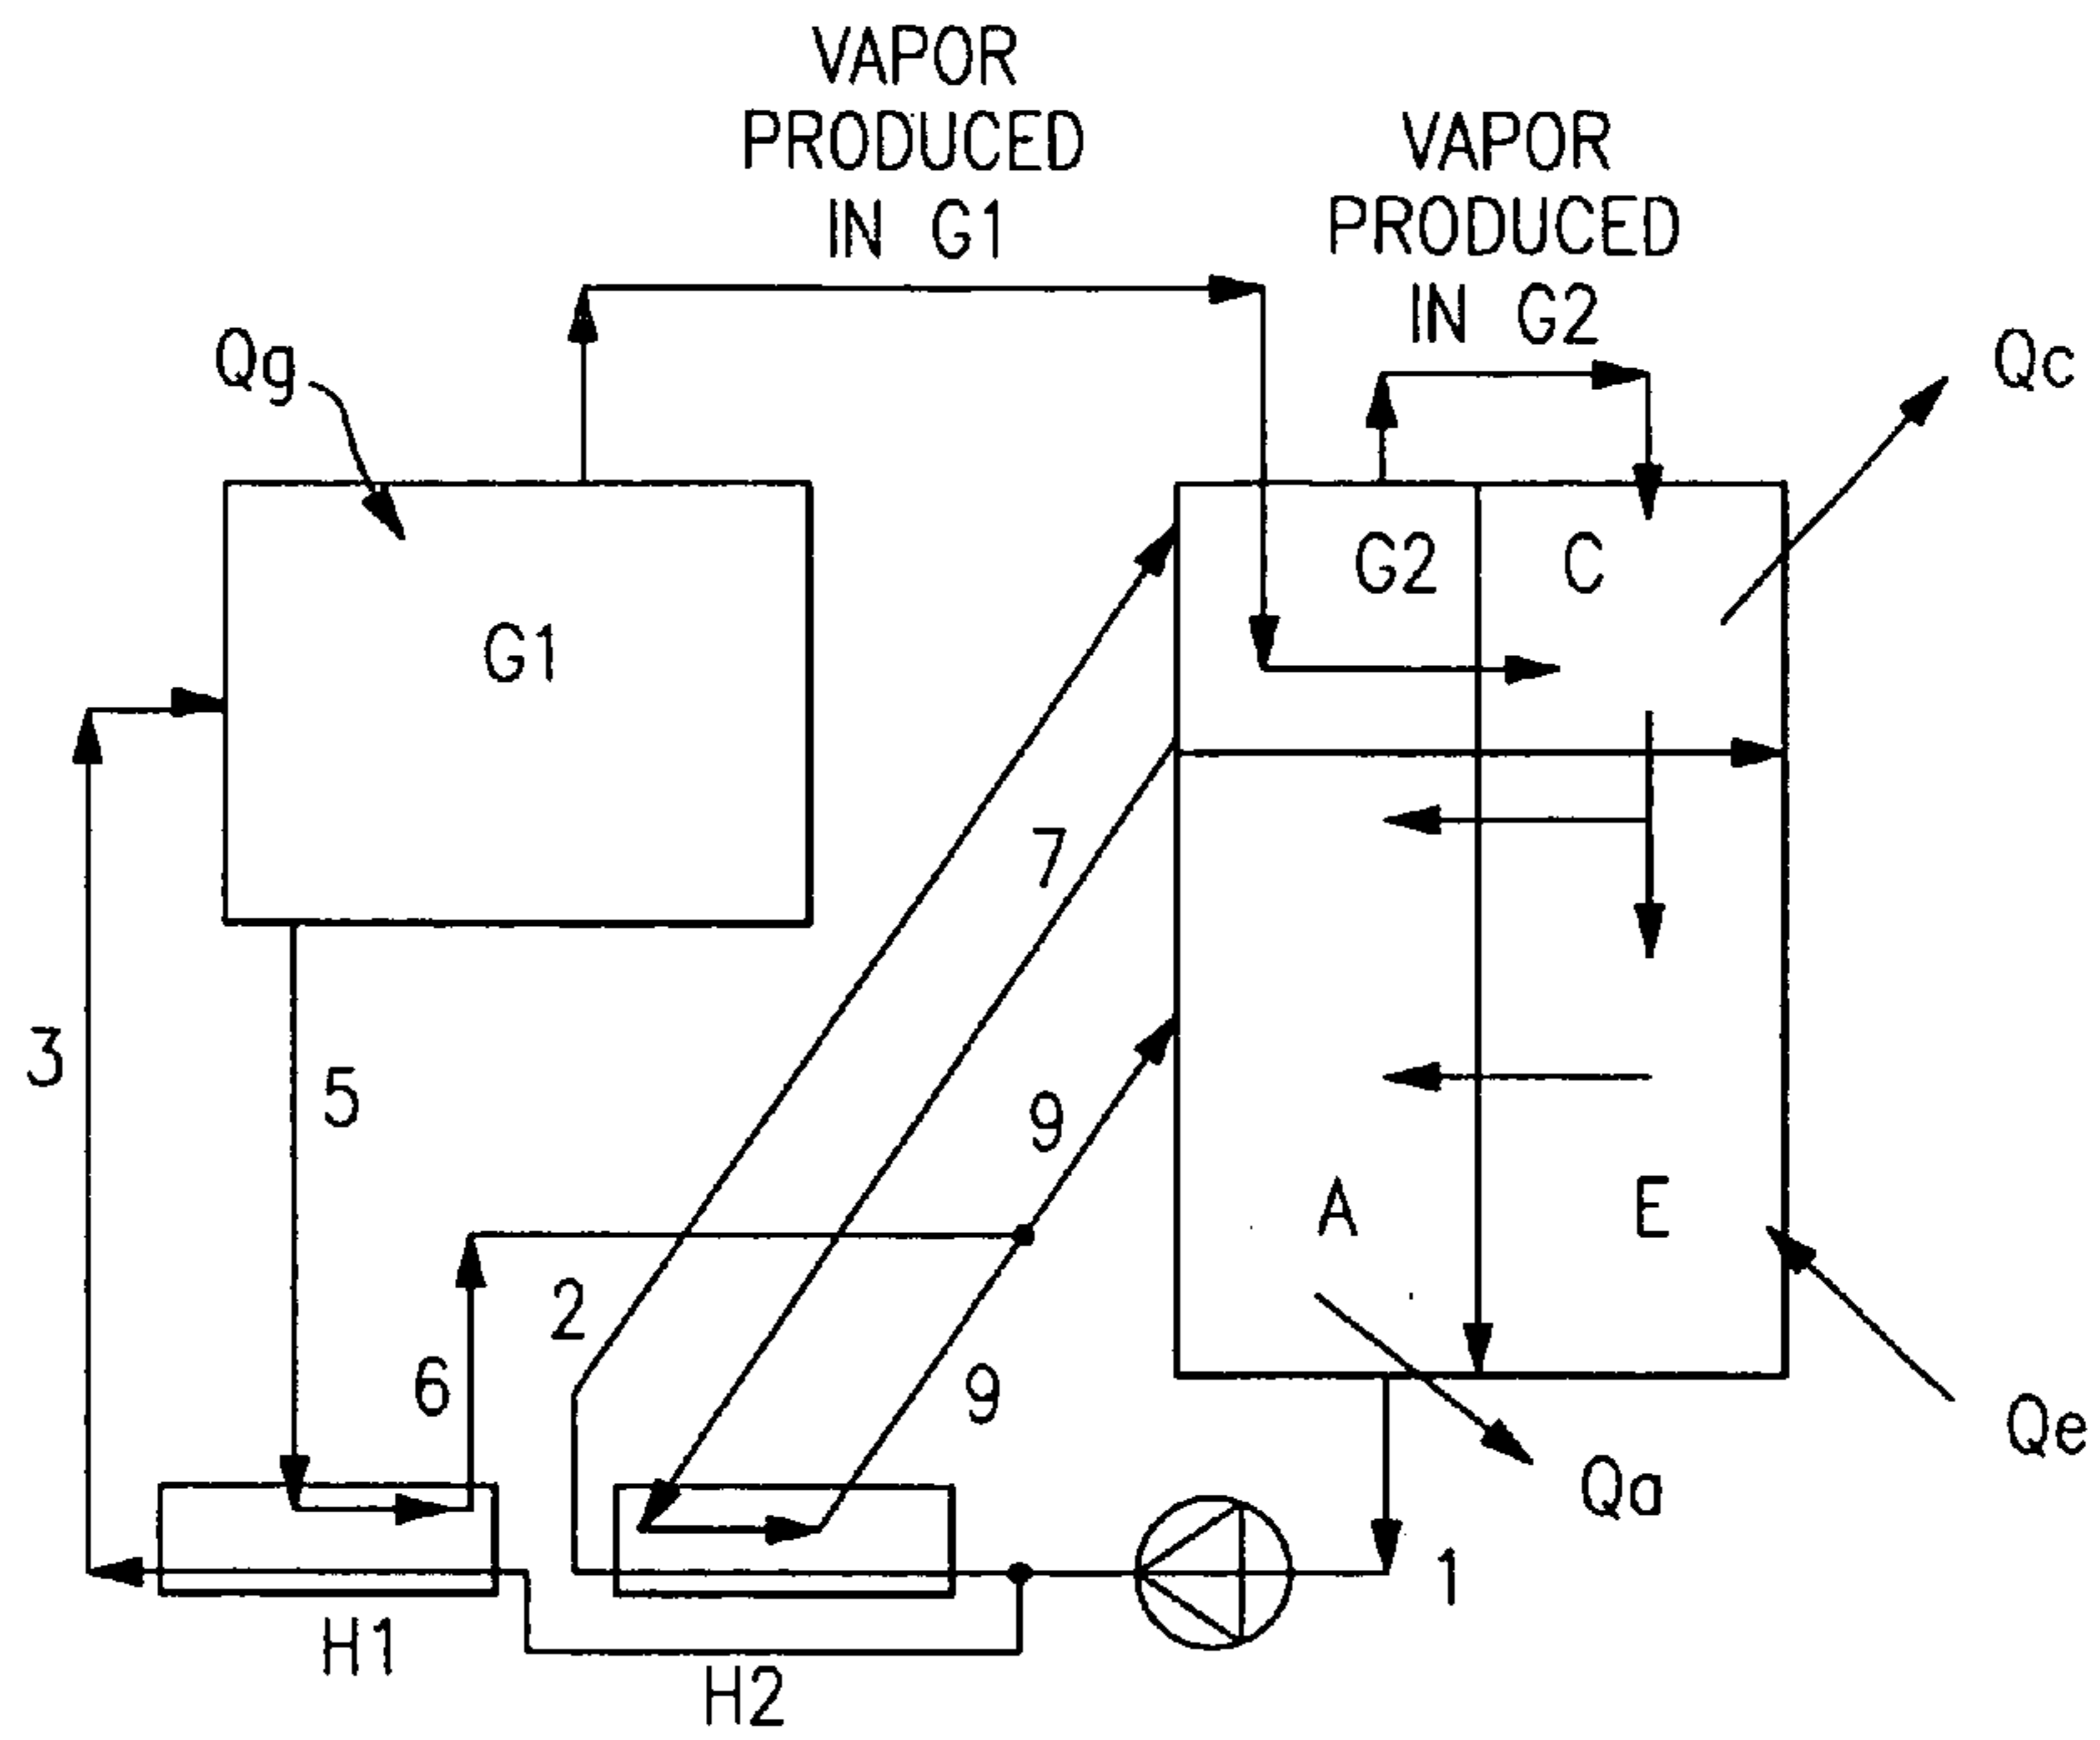 VAPOR
PRODUCED
IN G1
VAPOR
PRODUCED
IN G2
Qg
Qc
G1
G2
C
7
3
5
9
A
E
2
6
9
Qe
Qa
1
H1
H2